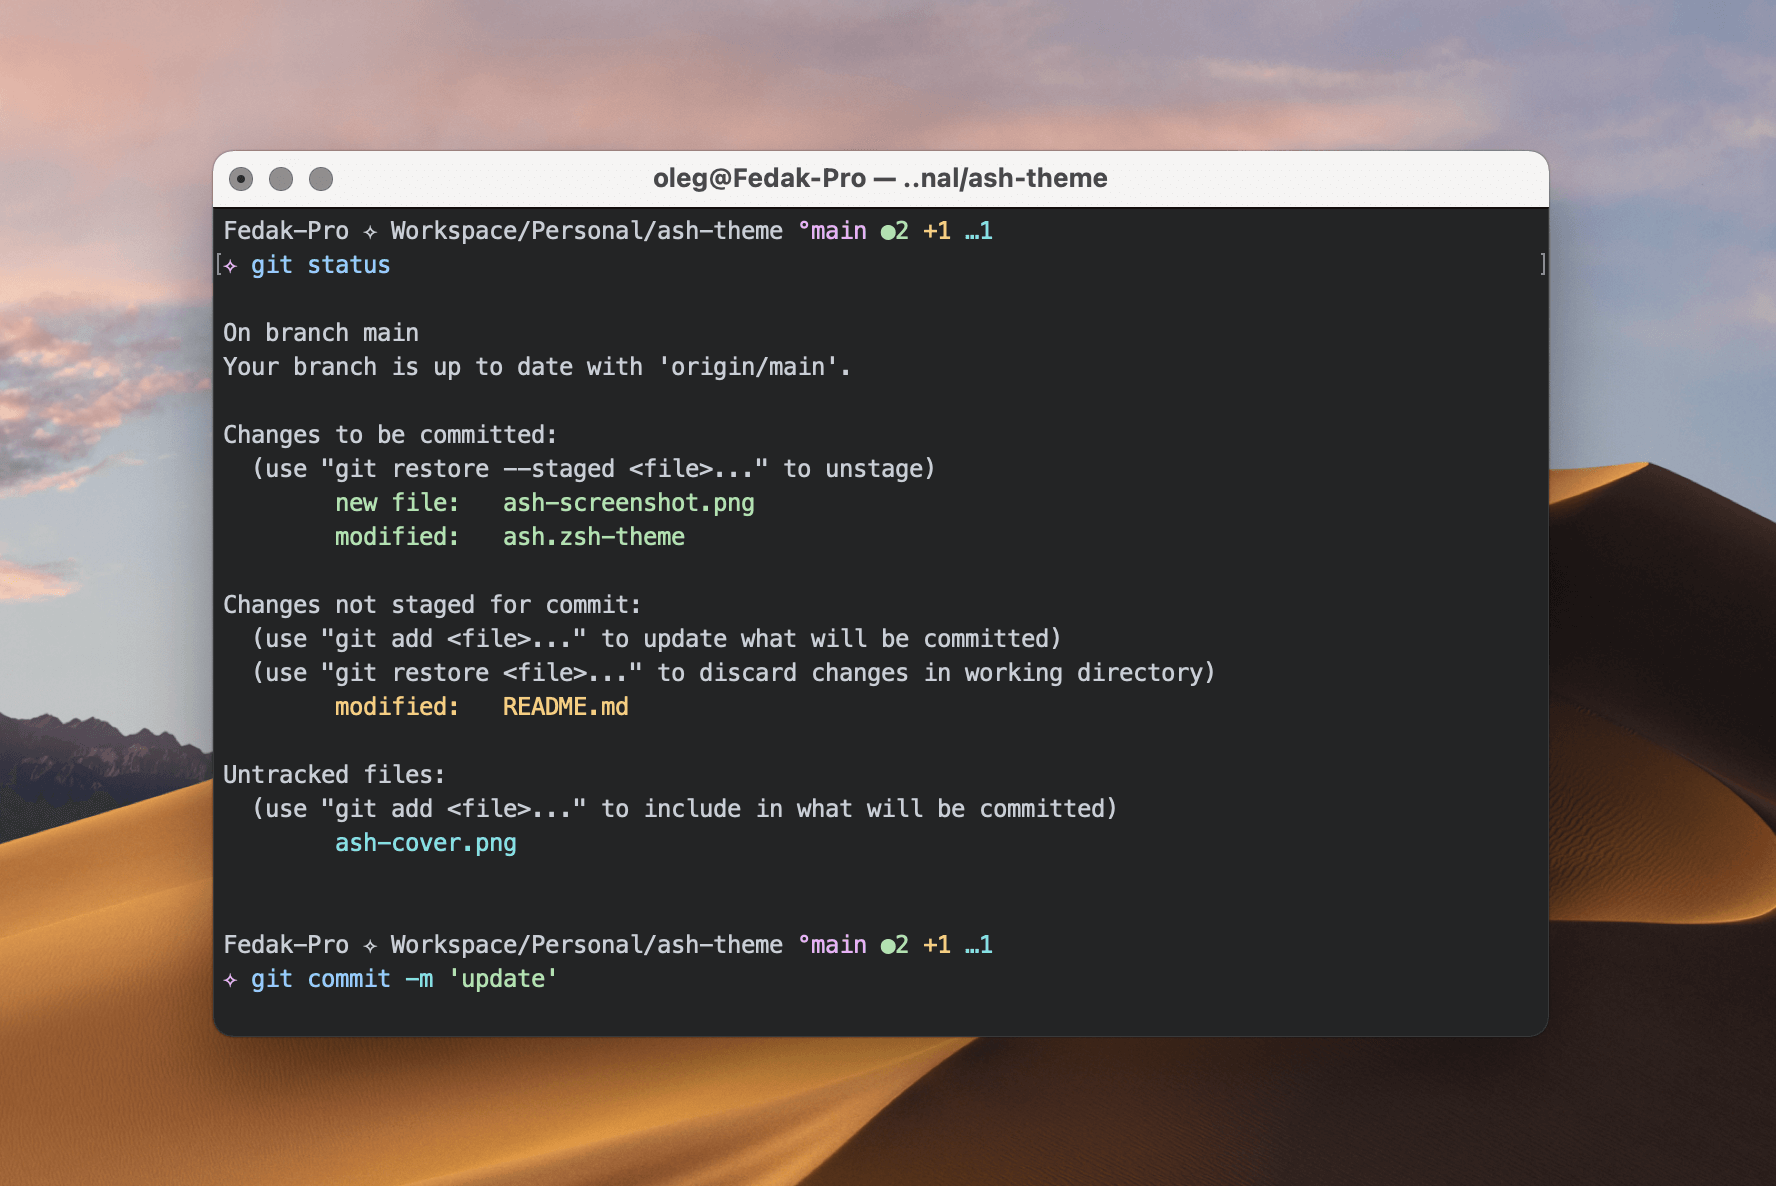 oleg@Fedak-Pro — ..nal/ash-theme
Fedak-Pro ✧ Workspace/Personal/ash-theme °main ●2 +1 …1
[✧ git status ]
On branch main
Your branch is up to date with 'origin/main'.
Changes to be committed:
(use "git restore --staged <file>..." to unstage)
new file:   ash-screenshot.png
modified:   ash.zsh-theme
Changes not staged for commit:
(use "git add <file>..." to update what will be committed)
(use "git restore <file>..." to discard changes in working directory)
modified:   README.md
Untracked files:
(use "git add <file>..." to include in what will be committed)
ash-cover.png
Fedak-Pro ✧ Workspace/Personal/ash-theme °main ●2 +1 …1
✧ git commit -m 'update'